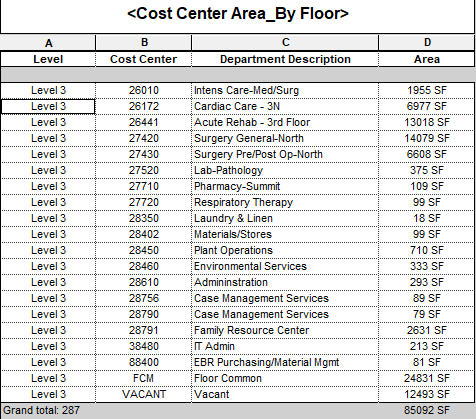 <Cost Center Area_By Floor>
A B C D
Level Cost Center Department Description Area
Level 3 26010 Intens Care-Med/Surg 1955 SF
Level 3 26172 Cardiac Care - 3N 6977 SF
Level 3 26441 Acute Rehab - 3rd Floor 13018 SF
Level 3 27420 Surgery General-North 14079 SF
Level 3 27430 Surgery Pre/Post Op-North 6608 SF
Level 3 27520 Lab-Pathology 375 SF
Level 3 27710 Pharmacy-Summit 109 SF
Level 3 27720 Respiratory Therapy 99 SF
Level 3 28350 Laundry & Linen 18 SF
Level 3 28402 Materials/Stores 99 SF
Level 3 28450 Plant Operations 710 SF
Level 3 28460 Environmental Services 333 SF
Level 3 28610 Admininstration 293 SF
Level 3 28756 Case Management Services 89 SF
Level 3 28790 Case Management Services 79 SF
Level 3 28791 Family Resource Center 2631 SF
Level 3 38480 IT Admin 213 SF
Level 3 88400 EBR Purchasing/Material Mgmt 81 SF
Level 3 FCM Floor Common 24831 SF
Level 3 VACANT Vacant 12493 SF
Grand total: 287 85092 SF